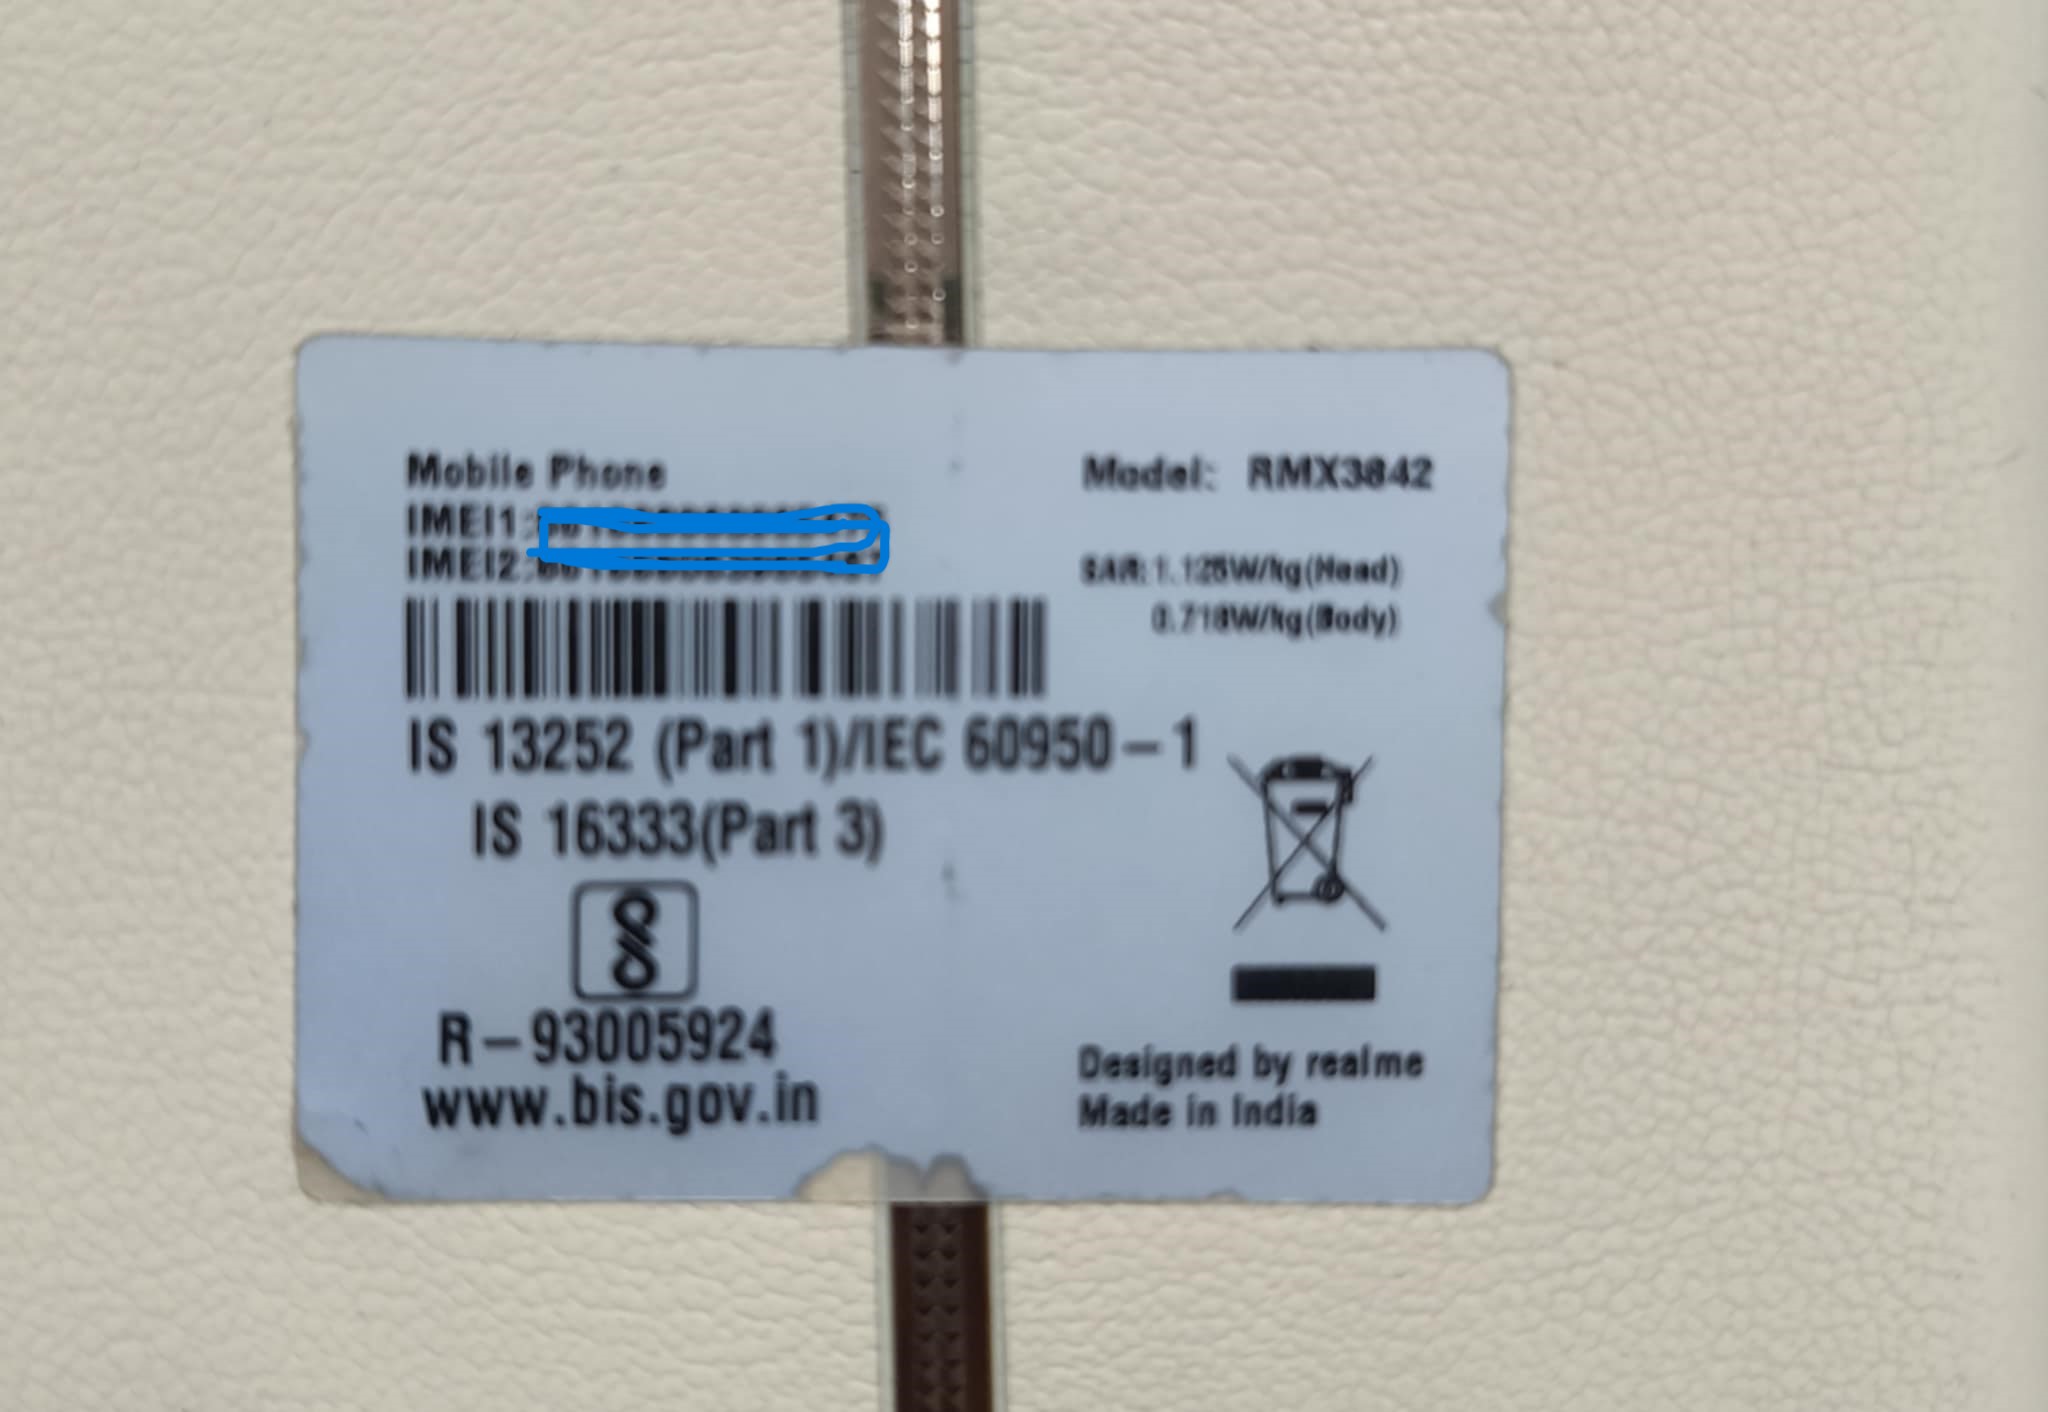 Mobile Phone
IMEI1:
IMEI2:
Model: RMX3842
SAR:1.125W/kg(Head)
0.718W/kg(Body)
IS 13252 (Part 1)/IEC 60950-1
IS 16333(Part 3)
R-93005924
www.bis.gov.in
Designed by realme
Made in India